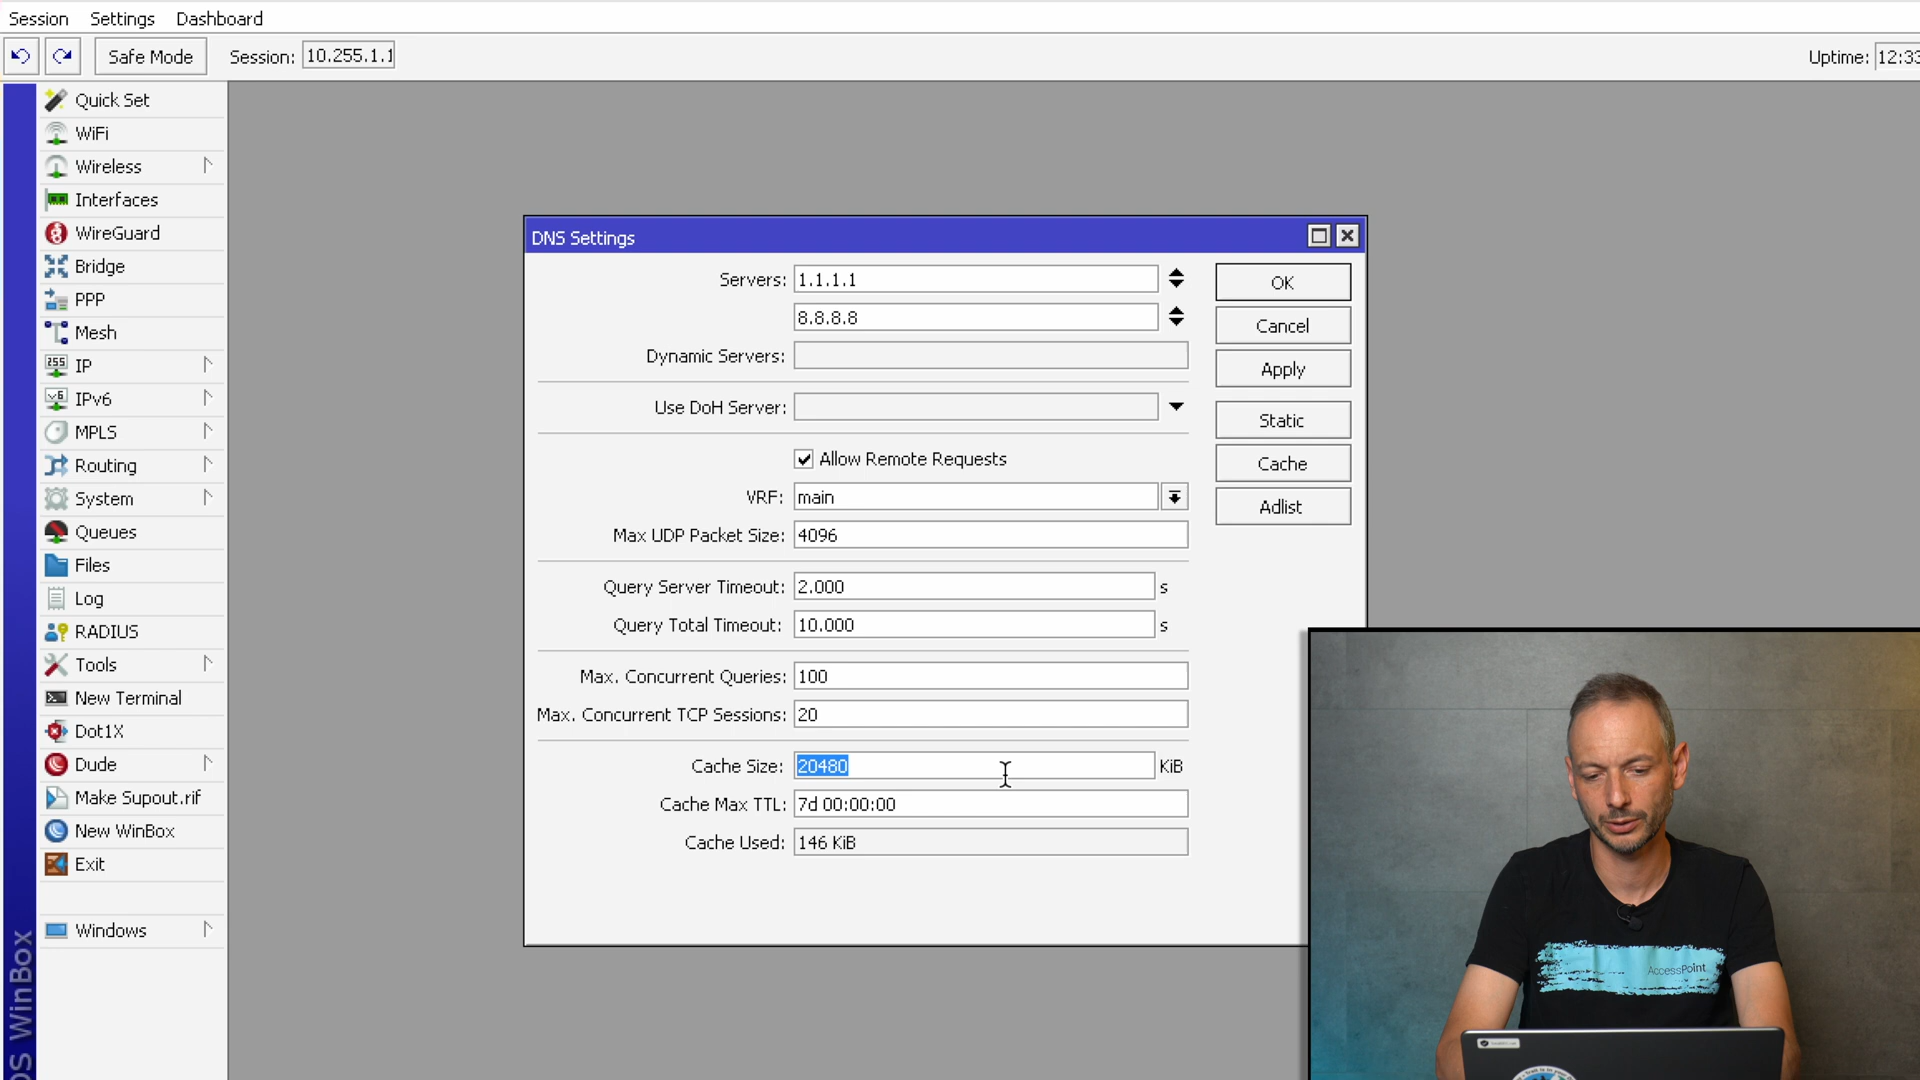 Session Settings Dashboard
Safe Mode Session: 10.255.1.1 Uptime: 12:33
Quick Set
WiFi
Wireless
Interfaces
WireGuard
Bridge
PPP
Mesh
IP
IPv6
MPLS
Routing
System
Queues
Files
Log
RADIUS
Tools
New Terminal
Dot1X
Dude
Make Supout.rif
New WinBox
Exit
Windows
OS WinBox
DNS Settings
Servers: 1.1.1.1
8.8.8.8
Dynamic Servers:
Use DoH Server:
Allow Remote Requests
VRF: main
Max UDP Packet Size: 4096
Query Server Timeout: 2.000 s
Query Total Timeout: 10.000 s
Max. Concurrent Queries: 100
Max. Concurrent TCP Sessions: 20
Cache Size: 20480 KiB
Cache Max TTL: 7d 00:00:00
Cache Used: 146 KiB
OK
Cancel
Apply
Static
Cache
Adlist
AccessPoint